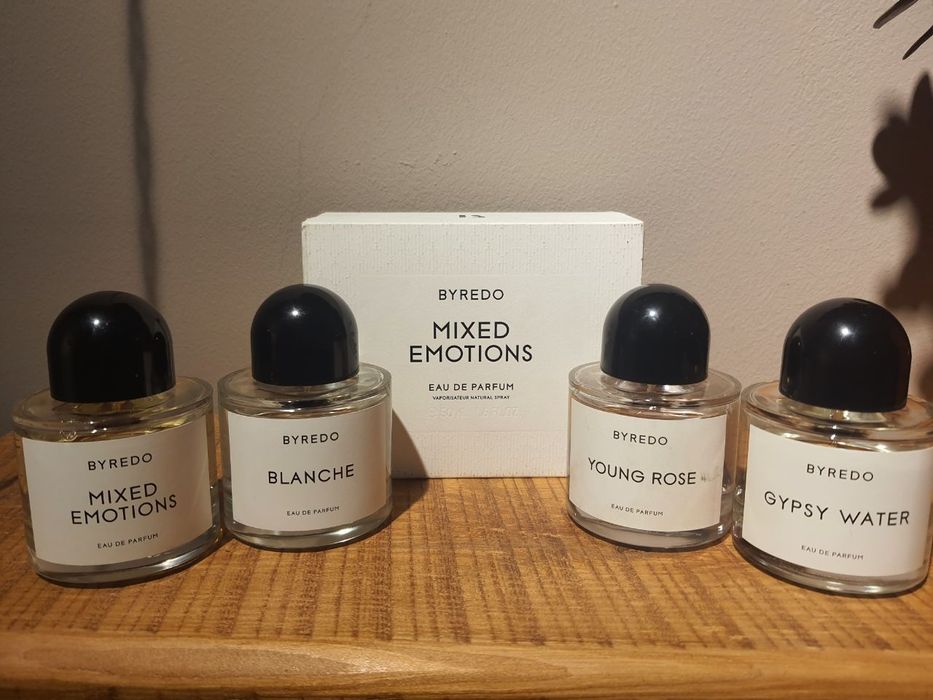 BYREDO
MIXED
EMOTIONS
EAU DE PARFUM
VAPORISATEUR NATURAL SPRAY
BYREDO
MIXED
EMOTIONS
EAU DE PARFUM
BYREDO
BLANCHE
EAU DE PARFUM
BYREDO
YOUNG ROSE
EAU DE PARFUM
BYREDO
GYPSY WATER
EAU DE PARFUM